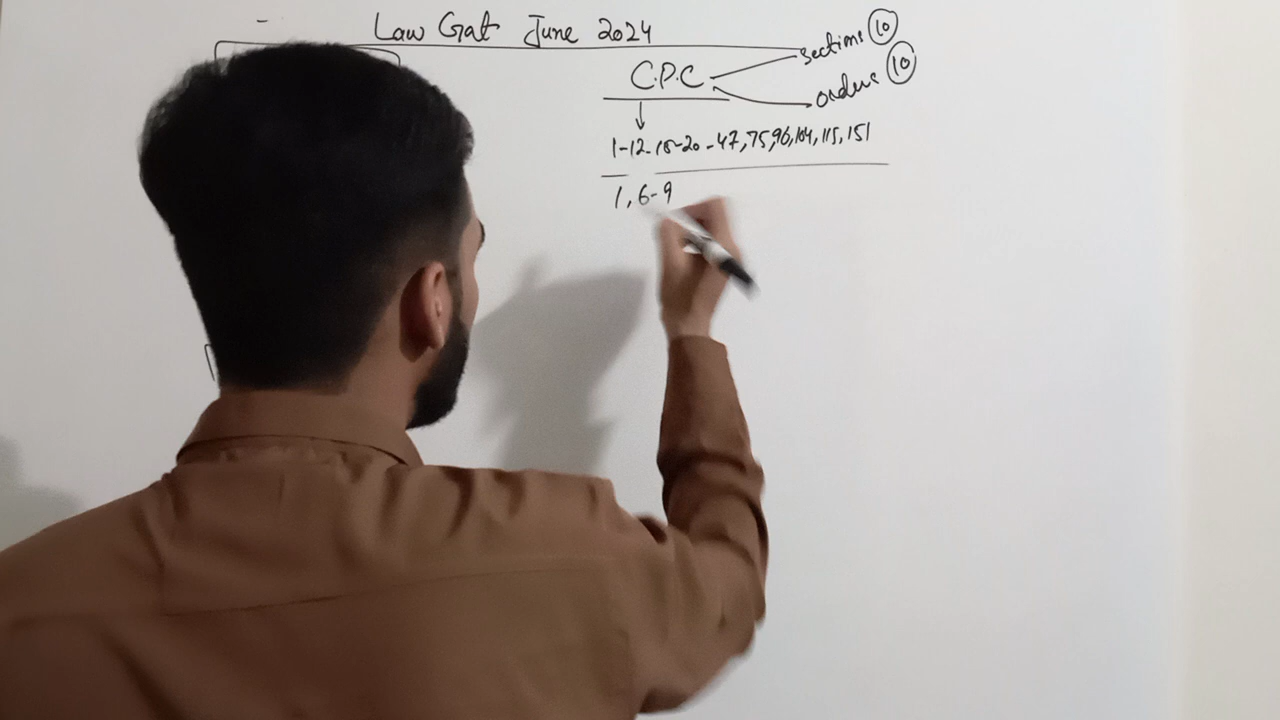 Law Gat June 2024
sections 10
C.P.C
orders 10
1-12-15-20-47,75,96,104,115,151
1,6-9